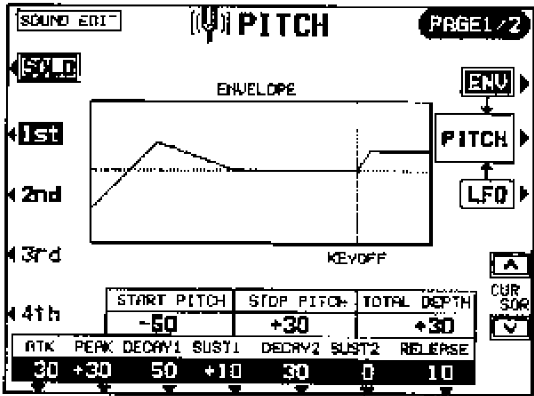 SOUND EDIT
PITCH
PAGE1/2
SOLO
ENVELOPE
ENV
1st
PITCH
2nd
LFO
3rd
KEYOFF
CURSOR
4th
START PITCH STOP PITCH TOTAL DEPTH
-50 +30 +30
ATK PEAK DECAY1 SUST1 DECAY2 SUST2 RELEASE
30 +30 50 +10 30 0 10